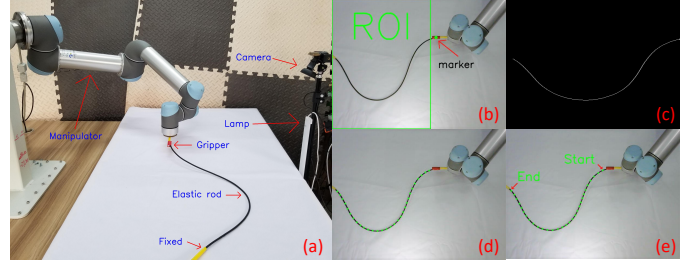 Camera
Lamp
Manipulator
Gripper
Elastic rod
Fixed
(a)
ROI
marker
(b)
(c)
(d)
Start
End
(e)